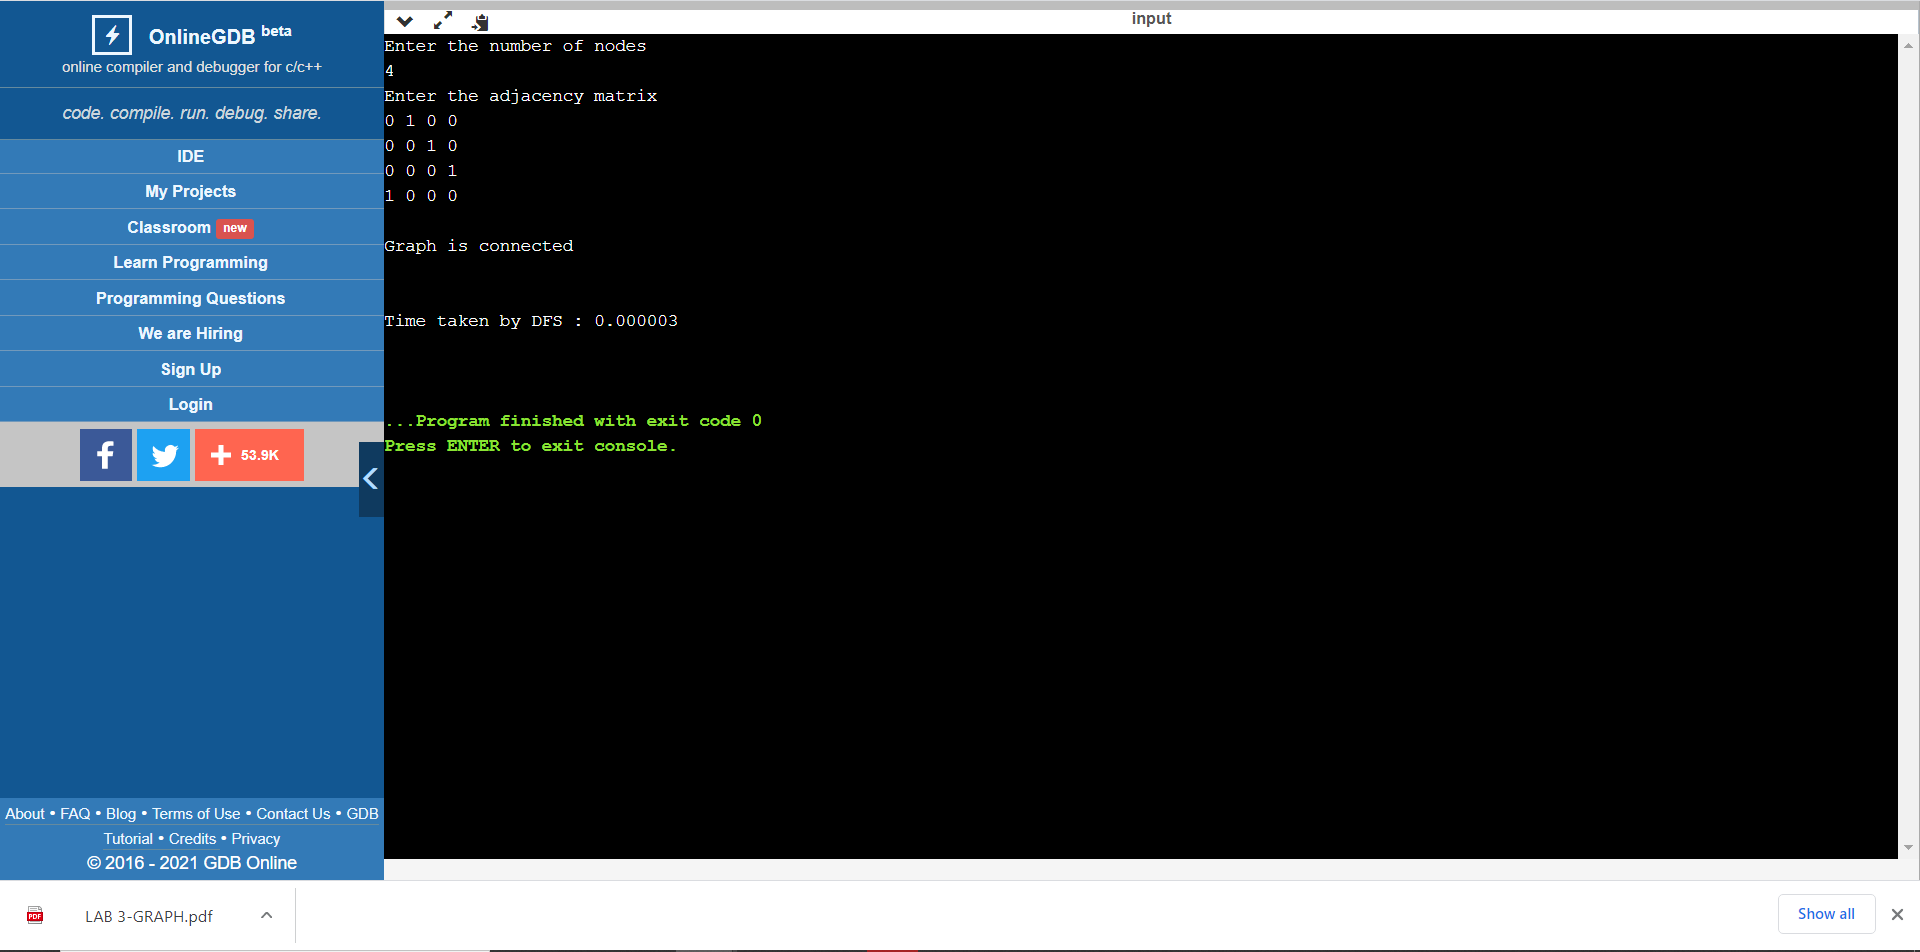 OnlineGDB beta
online compiler and debugger for c/c++
code. compile. run. debug. share.
IDE
My Projects
Classroom new
Learn Programming
Programming Questions
We are Hiring
Sign Up
Login
53.9K
About • FAQ • Blog • Terms of Use • Contact Us • GDB
Tutorial • Credits • Privacy
© 2016 - 2021 GDB Online
input
Enter the number of nodes
4
Enter the adjacency matrix
0 1 0 0
0 0 1 0
0 0 0 1
1 0 0 0
Graph is connected
Time taken by DFS : 0.000003
...Program finished with exit code 0
Press ENTER to exit console.
PDF
LAB 3-GRAPH.pdf
Show all